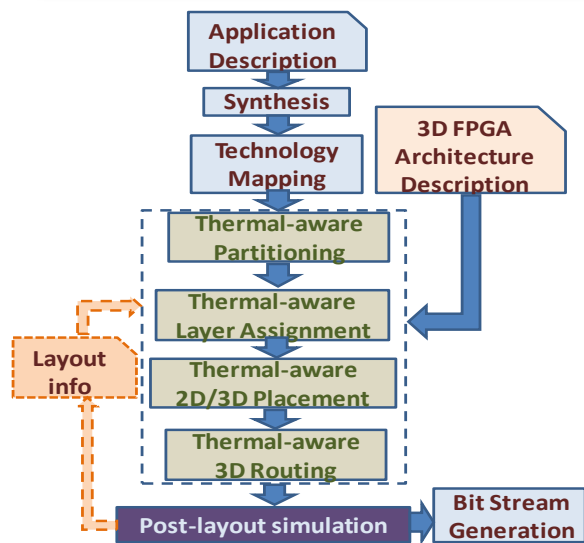 Application
Description
Synthesis
Technology
Mapping
3D FPGA
Architecture
Description
Thermal-aware
Partitioning
Thermal-aware
Layer Assignment
Layout
info
Thermal-aware
2D/3D Placement
Thermal-aware
3D Routing
Post-layout simulation
Bit Stream
Generation